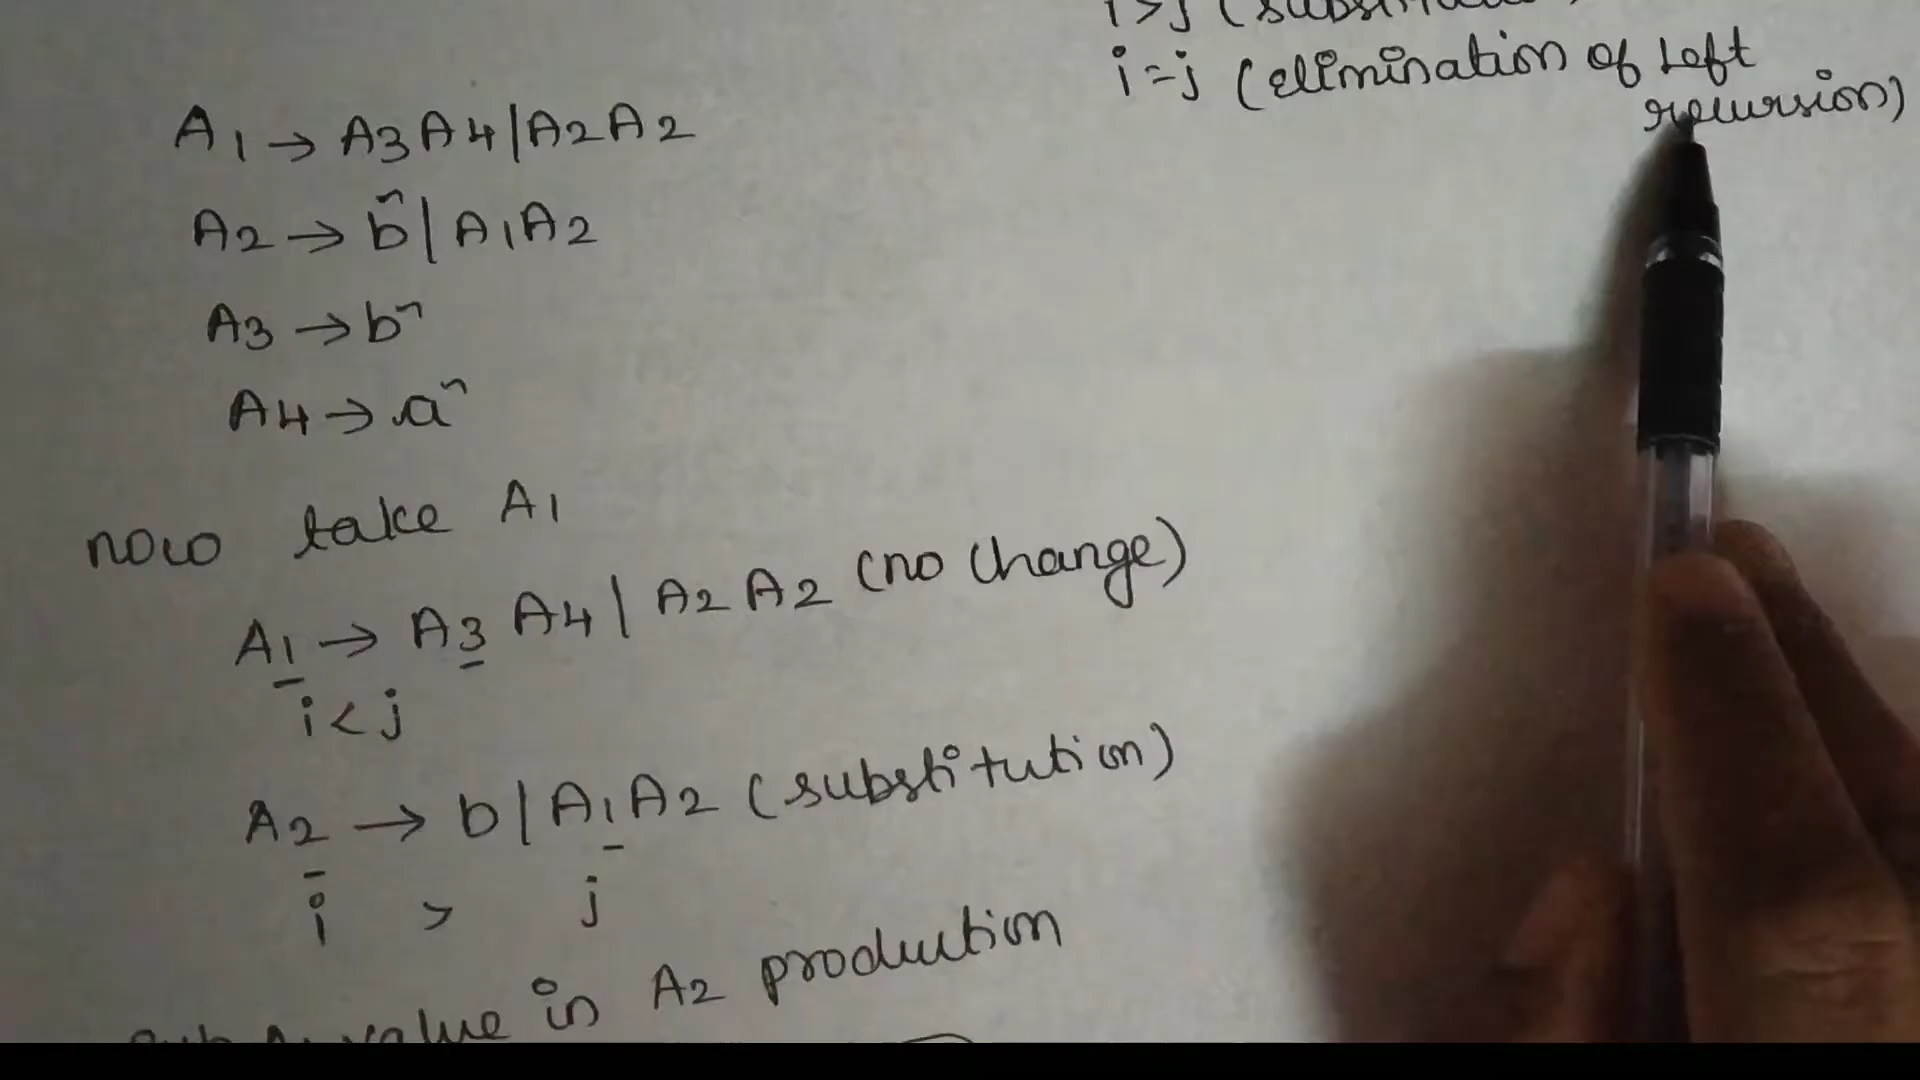 i>j (
i=j (elimination of Left
recursion)
A1 → A3A4|A2A2
A2 → b|A1A2
A3 → b
A4 → a
now take A1
A1 → A3 A4 | A2 A2 (no change)
i<j
A2 → b|A1A2 (substitution)
i > j
value in A2 production